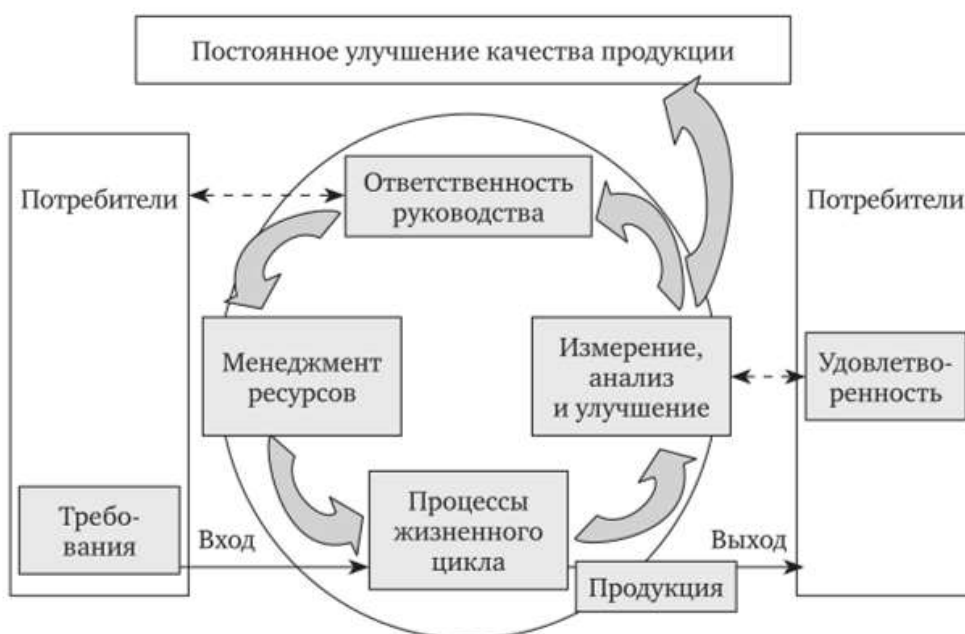 Постоянное улучшение качества продукции
Потребители
Ответственность
руководства
Потребители
Менеджмент
ресурсов
Измерение,
анализ
и улучшение
Удовлетво-
ренность
Требо-
вания
Вход
Процессы
жизненного
цикла
Выход
Продукция